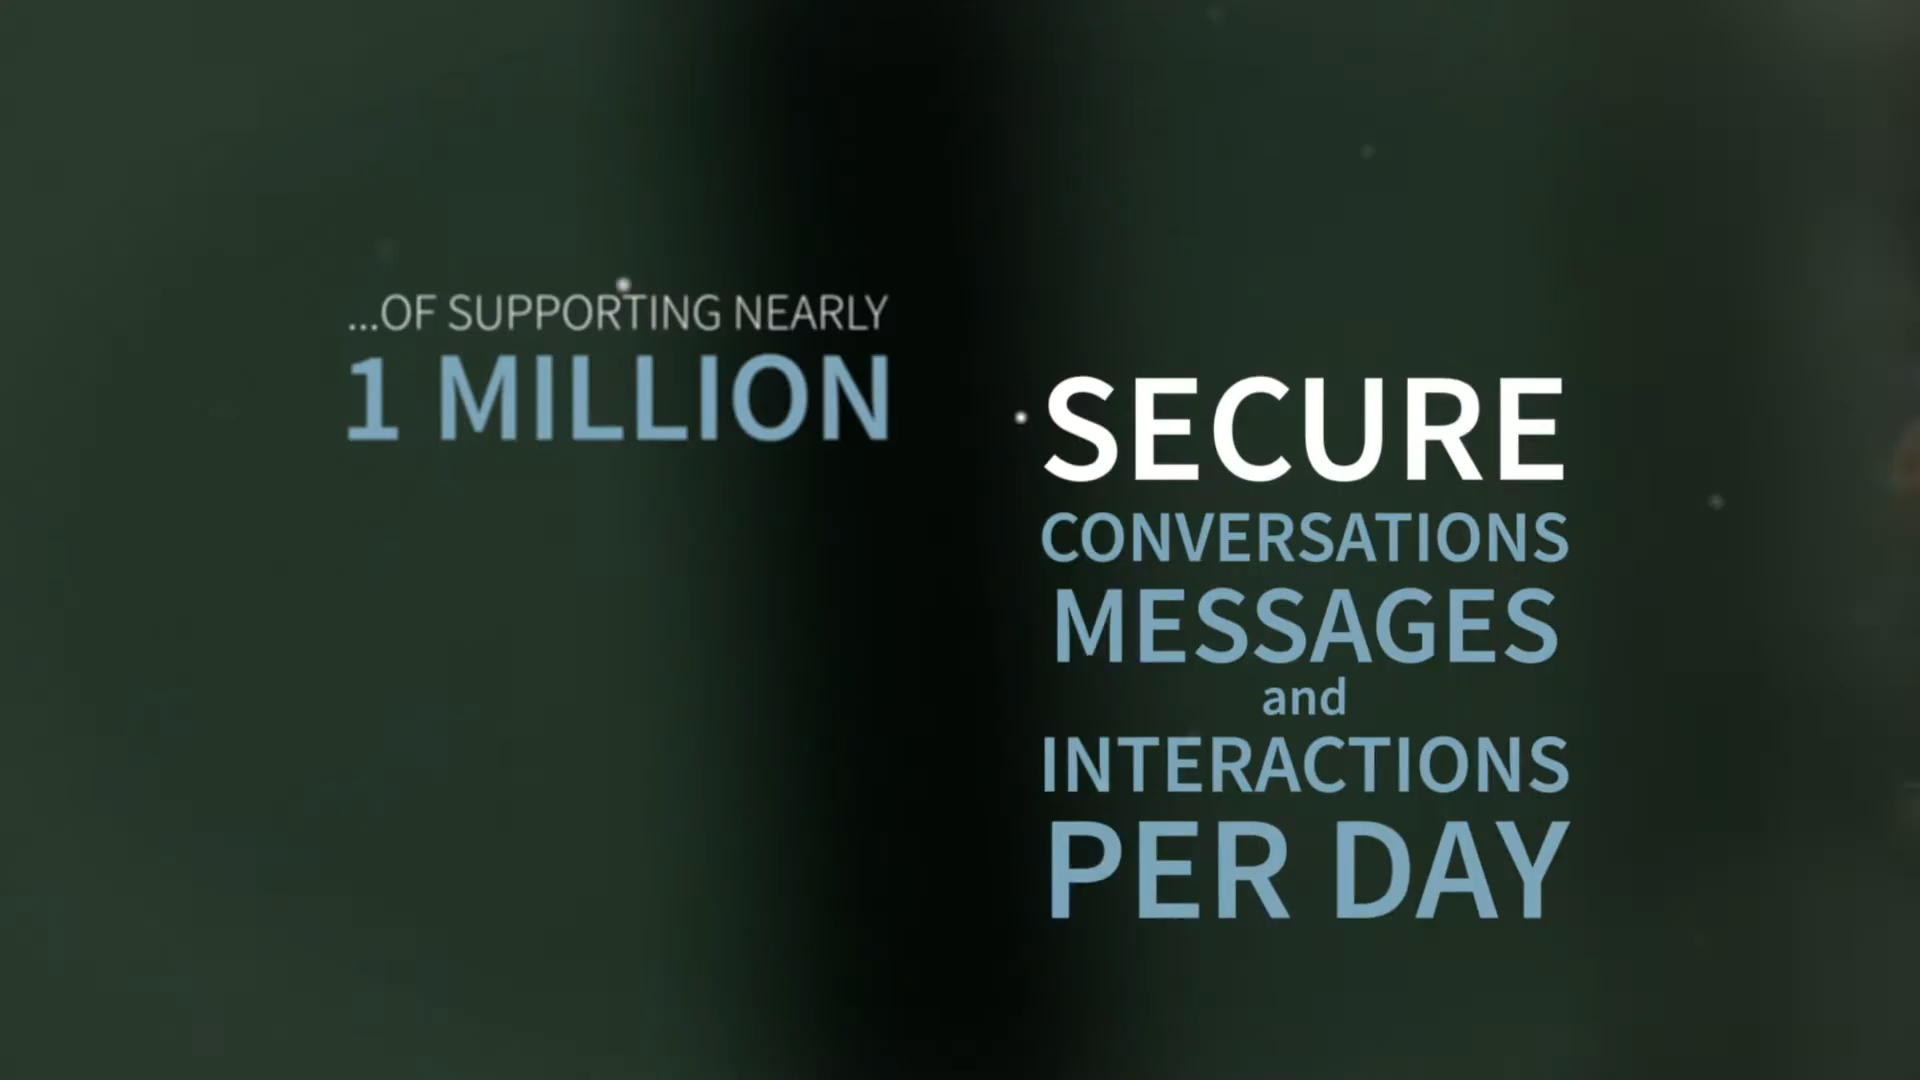 ...OF SUPPORTING NEARLY
1 MILLION
SECURE
CONVERSATIONS
MESSAGES
and
INTERACTIONS
PER DAY